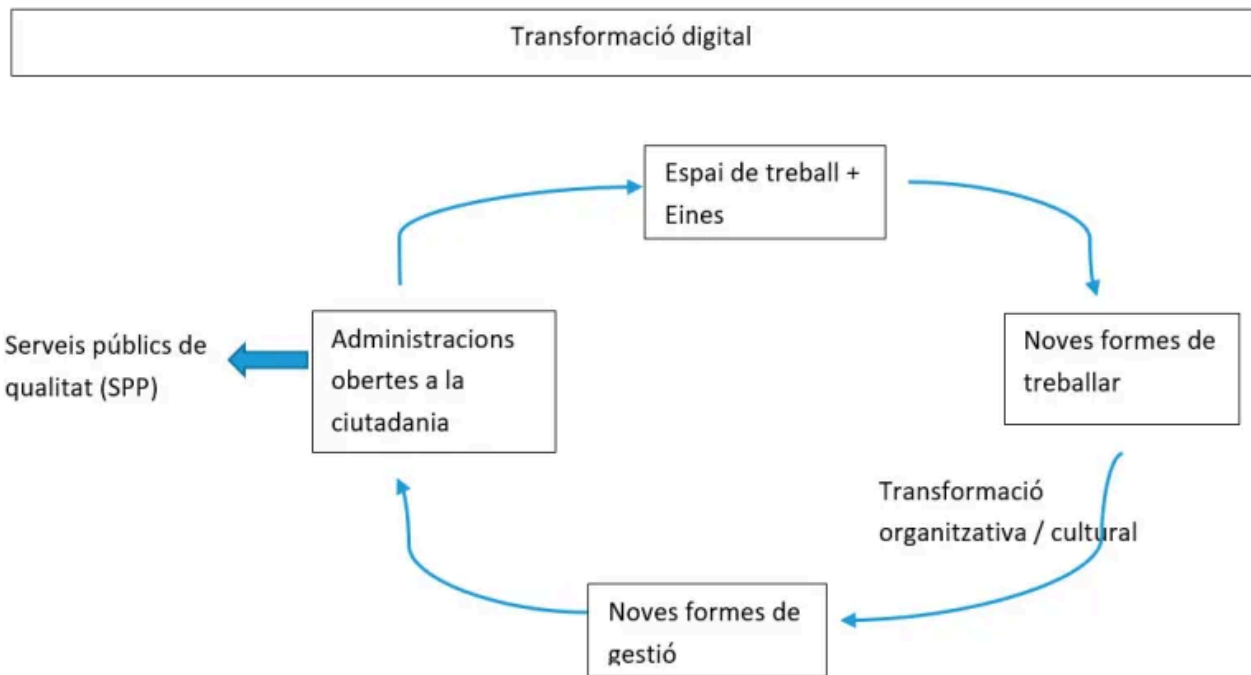 Transformació digital
Espai de treball +
Eines
Serveis públics de
qualitat (SPP)
Administracions
obertes a la
ciutadania
Noves formes de
treballar
Transformació
organitzativa / cultural
Noves formes de
gestió